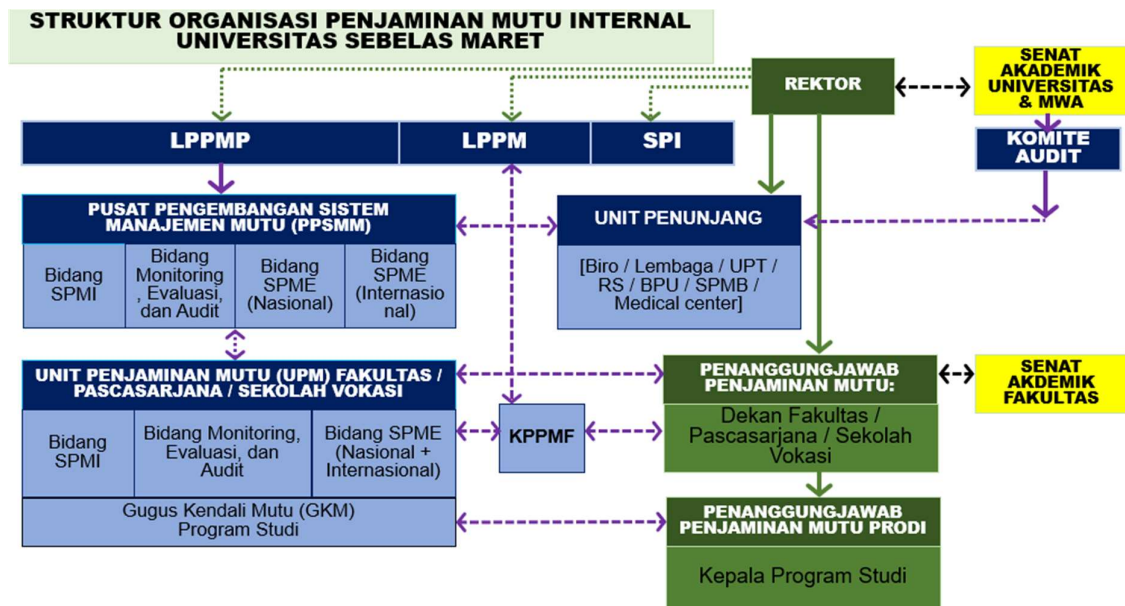 STRUKTUR ORGANISASI PENJAMINAN MUTU INTERNAL
UNIVERSITAS SEBELAS MARET
REKTOR
SENAT
AKADEMIK
UNIVERSITAS
& MWA
LPPMP
LPPM
SPI
KOMITE
AUDIT
PUSAT PENGEMBANGAN SISTEM
MANAJEMEN MUTU (PPSMM)
Bidang
SPMI
Bidang
Monitoring
, Evaluasi,
dan Audit
Bidang
SPME
(Nasional)
Bidang
SPME
(Internasio
nal)
UNIT PENUNJANG
[Biro / Lembaga / UPT /
RS / BPU / SPMB /
Medical center]
UNIT PENJAMINAN MUTU (UPM) FAKULTAS /
PASCASARJANA / SEKOLAH VOKASI
Bidang
SPMI
Bidang Monitoring,
Evaluasi, dan
Audit
Bidang SPME
(Nasional +
Internasional)
Gugus Kendali Mutu (GKM)
Program Studi
KPPMF
PENANGGUNGJAWAB
PENJAMINAN MUTU:
Dekan Fakultas /
Pascasarjana / Sekolah
Vokasi
SENAT
AKDEMIK
FAKULTAS
PENANGGUNGJAWAB
PENJAMINAN MUTU PRODI
Kepala Program Studi